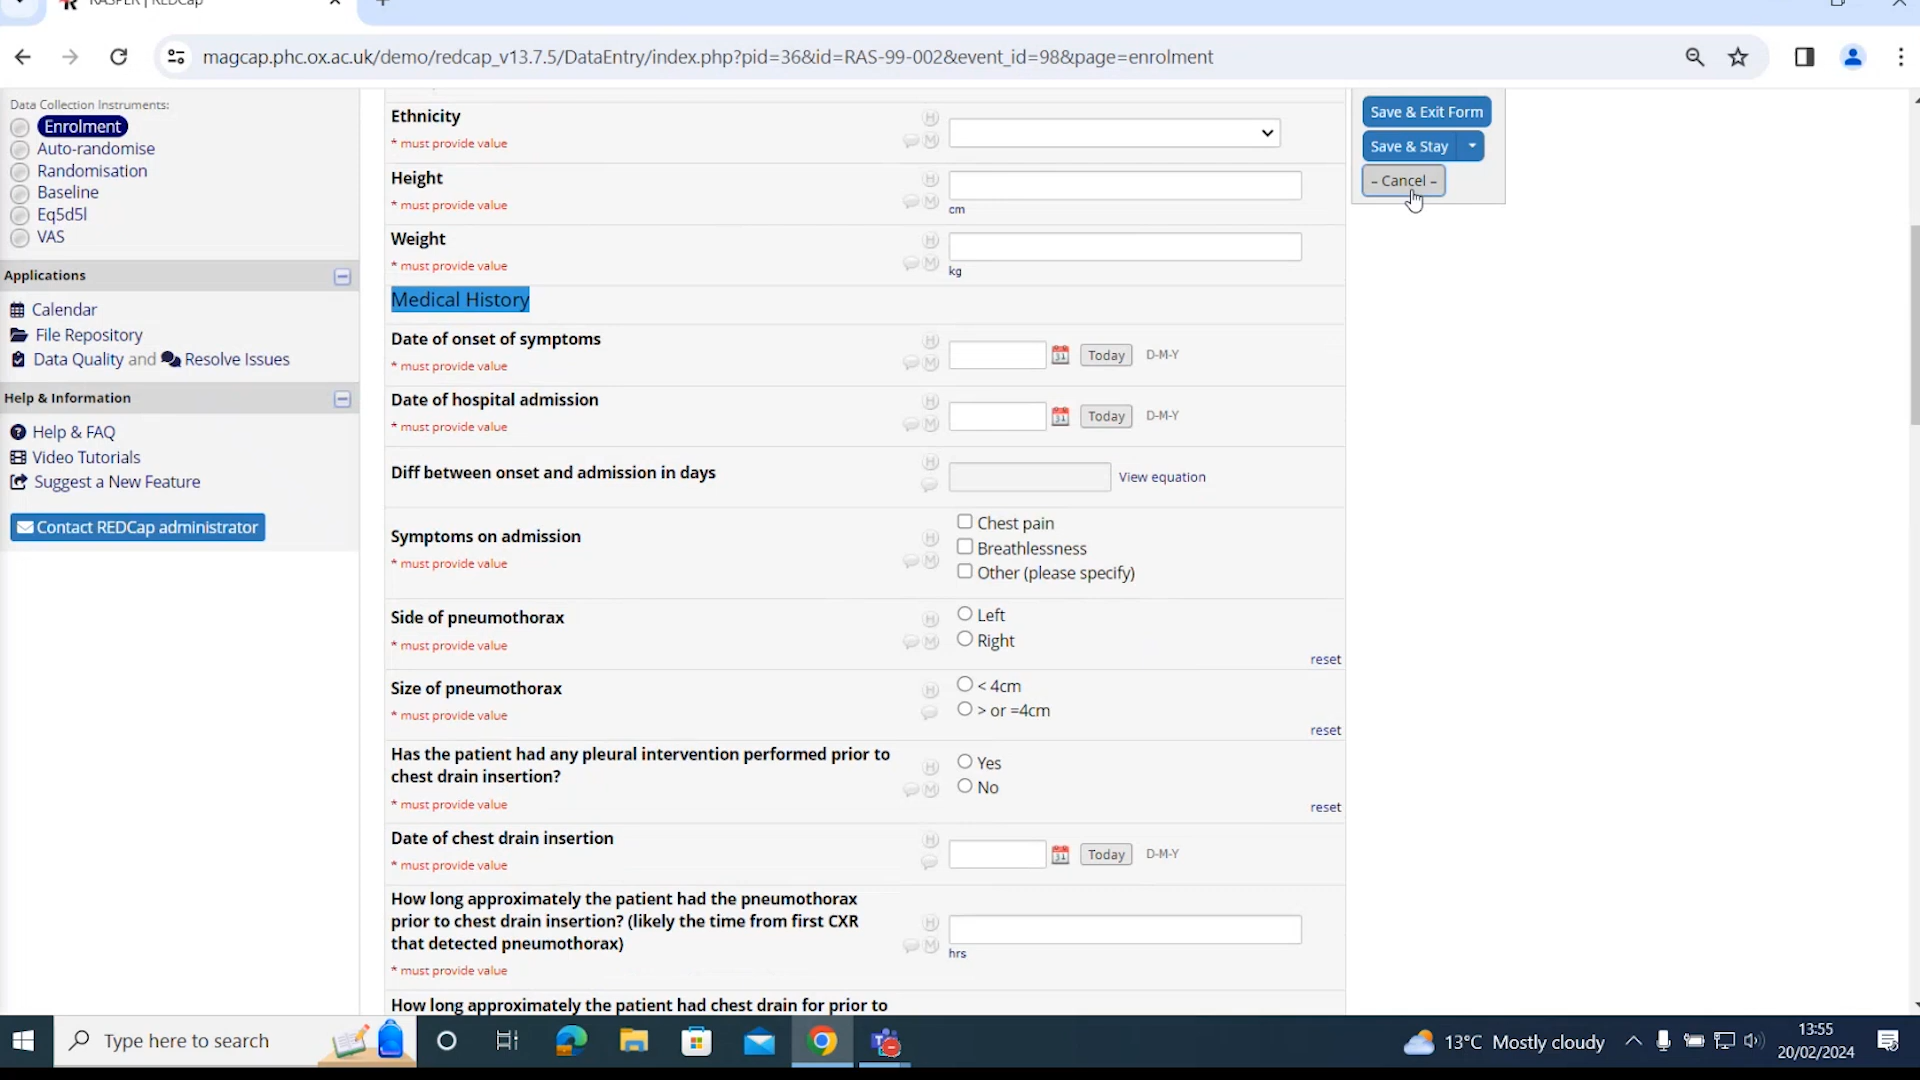 RASPER | REDCap
magcap.phc.ox.ac.uk/demo/redcap_v13.7.5/DataEntry/index.php?pid=36&id=RAS-99-002&event_id=98&page=enrolment
Data Collection Instruments:
Enrolment
Auto-randomise
Randomisation
Baseline
Eq5d5l
VAS
Applications
Calendar
File Repository
Data Quality and Resolve Issues
Help & Information
Help & FAQ
Video Tutorials
Suggest a New Feature
Contact REDCap administrator
Ethnicity
* must provide value
H
M
Height
* must provide value
H
M
cm
Weight
* must provide value
H
M
kg
Medical History
Date of onset of symptoms
* must provide value
H
M
31
Today
D-M-Y
Date of hospital admission
* must provide value
H
M
31
Today
D-M-Y
Diff between onset and admission in days
H
View equation
Symptoms on admission
* must provide value
H
M
Chest pain
Breathlessness
Other (please specify)
Side of pneumothorax
* must provide value
H
M
Left
Right
reset
Size of pneumothorax
* must provide value
H
< 4cm
> or =4cm
reset
Has the patient had any pleural intervention performed prior to
chest drain insertion?
* must provide value
H
M
Yes
No
reset
Date of chest drain insertion
* must provide value
H
31
Today
D-M-Y
How long approximately the patient had the pneumothorax
prior to chest drain insertion? (likely the time from first CXR
that detected pneumothorax)
* must provide value
H
M
hrs
How long approximately the patient had chest drain for prior to
Save & Exit Form
Save & Stay
– Cancel –
Type here to search
13°C Mostly cloudy
13:55
20/02/2024